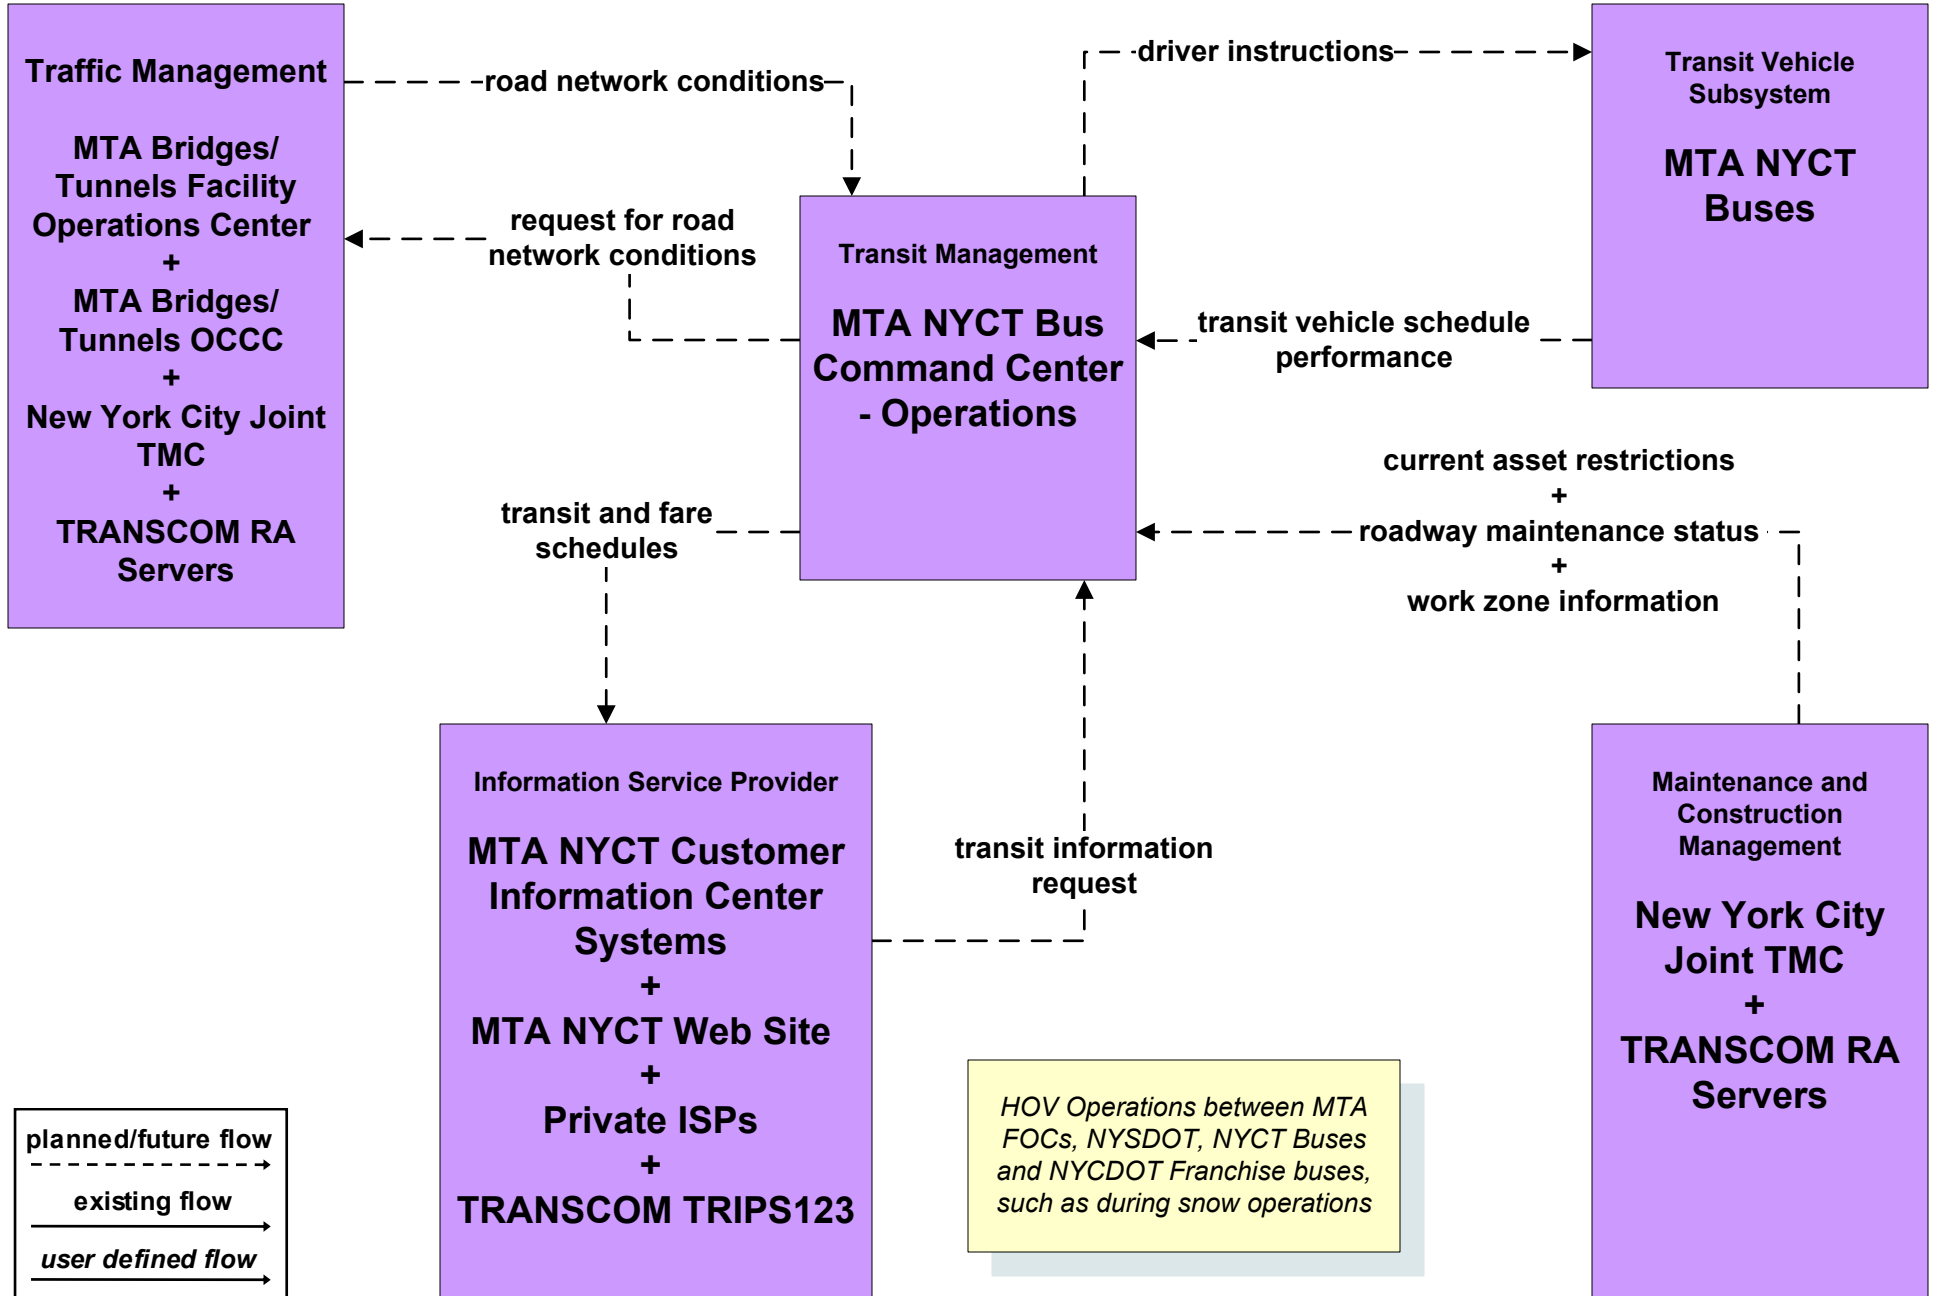 Traffic Management
MTA Bridges/
Tunnels Facility
Operations Center
+
MTA Bridges/
Tunnels OCCC
+
New York City Joint
TMC
+
TRANSCOM RA
Servers
road network conditions
request for road
network conditions
driver instructions
Transit Vehicle
Subsystem
MTA NYCT
Buses
Transit Management
MTA NYCT Bus
Command Center
- Operations
transit vehicle schedule
performance
current asset restrictions
+
roadway maintenance status
+
work zone information
transit and fare
schedules
Information Service Provider
MTA NYCT Customer
Information Center
Systems
+
MTA NYCT Web Site
+
Private ISPs
+
TRANSCOM TRIPS123
transit information
request
Maintenance and
Construction
Management
New York City
Joint TMC
+
TRANSCOM RA
Servers
HOV Operations between MTA
FOCs, NYSDOT, NYCT Buses
and NYCDOT Franchise buses,
such as during snow operations
planned/future flow
existing flow
user defined flow